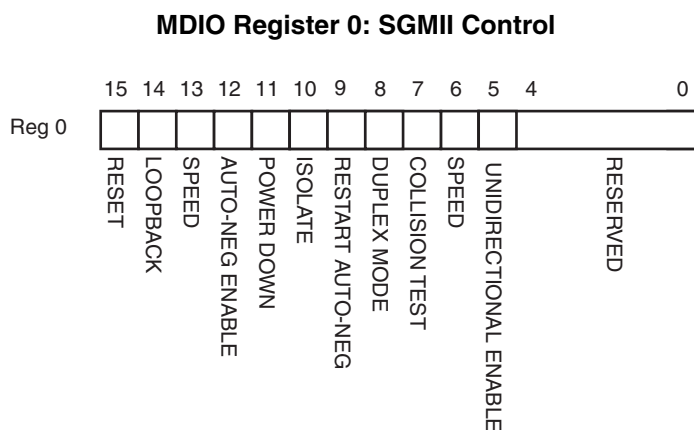 MDIO Register 0: SGMII Control
15 14 13 12 11 10 9 8 7 6 5 4 0
Reg 0
RESET
LOOPBACK
SPEED
AUTO-NEG ENABLE
POWER DOWN
ISOLATE
RESTART AUTO-NEG
DUPLEX MODE
COLLISION TEST
SPEED
UNIDIRECTIONAL ENABLE
RESERVED